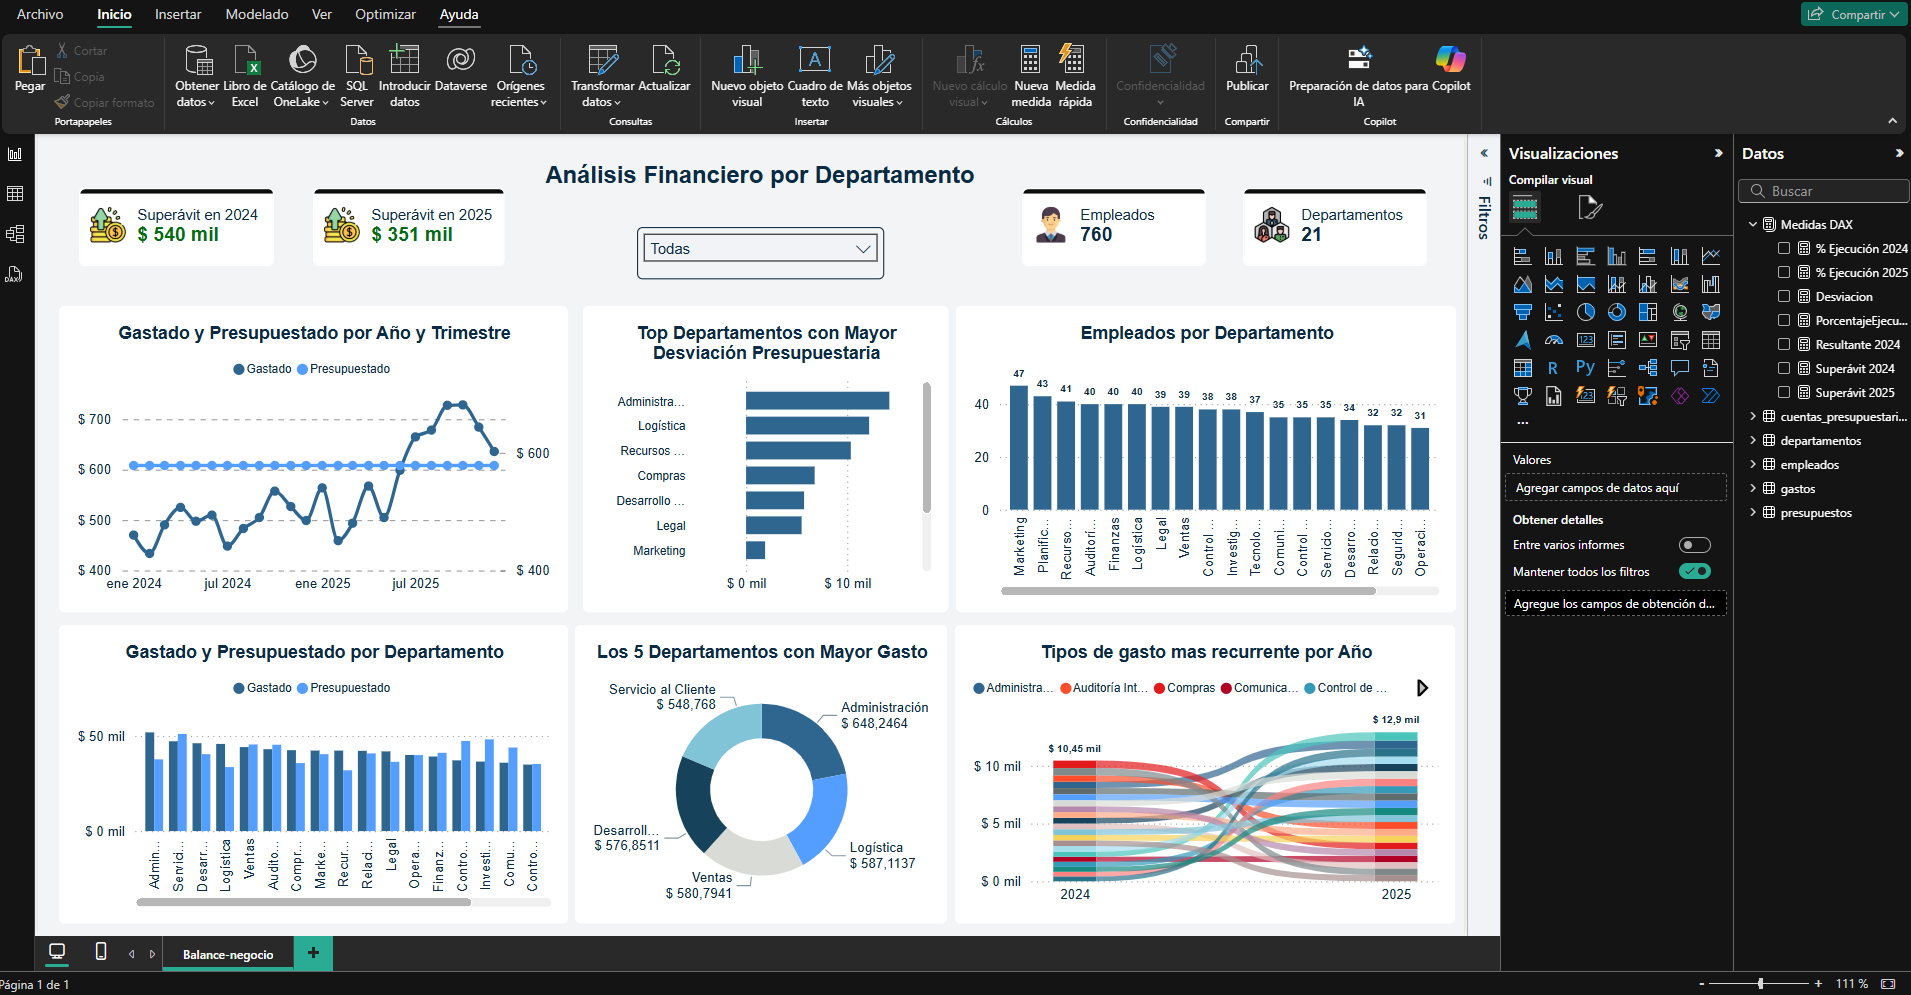 Archivo Inicio Insertar Modelado Ver Optimizar Ayuda Compartir
Pegar
Cortar
Copia
Copiar formato
Portapapeles
Obtener datos
Libro de Excel
Catálogo de OneLake
SQL Server
Introducir datos
Dataverse
Orígenes recientes
Datos
Transformar datos
Actualizar
Consultas
Nuevo objeto visual
Cuadro de texto
Más objetos visuales
Insertar
Nuevo cálculo visual
Nueva medida
Medida rápida
Cálculos
Confidencialidad
Confidencialidad
Publicar
Compartir
Preparación de datos para IA
Copilot
Copilot
Análisis Financiero por Departamento
Superávit en 2024
$ 540 mil
Superávit en 2025
$ 351 mil
Todas
Empleados
760
Departamentos
21
Gastado y Presupuestado por Año y Trimestre
Gastado Presupuestado
$ 700
$ 600
$ 500
$ 400
$ 600
$ 400
ene 2024 jul 2024 ene 2025 jul 2025
Top Departamentos con Mayor
Desviación Presupuestaria
Administra...
Logística
Recursos ...
Compras
Desarrollo ...
Legal
Marketing
$ 0 mil $ 10 mil
Empleados por Departamento
40
20
0
47 43 41 40 40 40 39 39 38 38 37 35 35 35 34 32 32 31
Marketing Planific... Recurso... Auditorí... Finanzas Logística Legal Ventas Control ... Investig... Tecnolo... Comuni... Control ... Servido... Desarro... Relacio... Segurid... Operaci...
Gastado y Presupuestado por Departamento
Gastado Presupuestado
$ 50 mil
$ 0 mil
Admin... Servici... Desarr... Logística Ventas Audito... Compr... Marke... Recur... Relaci... Legal Opera... Finanz... Contro... Investi... Comu... Contro...
Los 5 Departamentos con Mayor Gasto
Servicio al Cliente
$ 548,768
Administración
$ 648,2464
Desarroll...
$ 576,8511
Logística
$ 587,1137
Ventas
$ 580,7941
Tipos de gasto mas recurrente por Año
Administra... Auditoría Int... Compras Comunica... Control de ...
$ 12,9 mil
$ 10,45 mil
$ 10 mil
$ 5 mil
$ 0 mil
2024 2025
Filtros
Visualizaciones
Compilar visual
123
R
Py
123
...
Valores
Agregar campos de datos aquí
Obtener detalles
Entre varios informes
Mantener todos los filtros
Agregue los campos de obtención d...
Datos
Buscar
Medidas DAX
% Ejecución 2024
% Ejecución 2025
Desviacion
PorcentajeEjecu...
Resultante 2024
Superávit 2024
Superávit 2025
cuentas_presupuestari...
departamentos
empleados
gastos
presupuestos
Balance-negocio
+
Página 1 de 1
- + 111 %